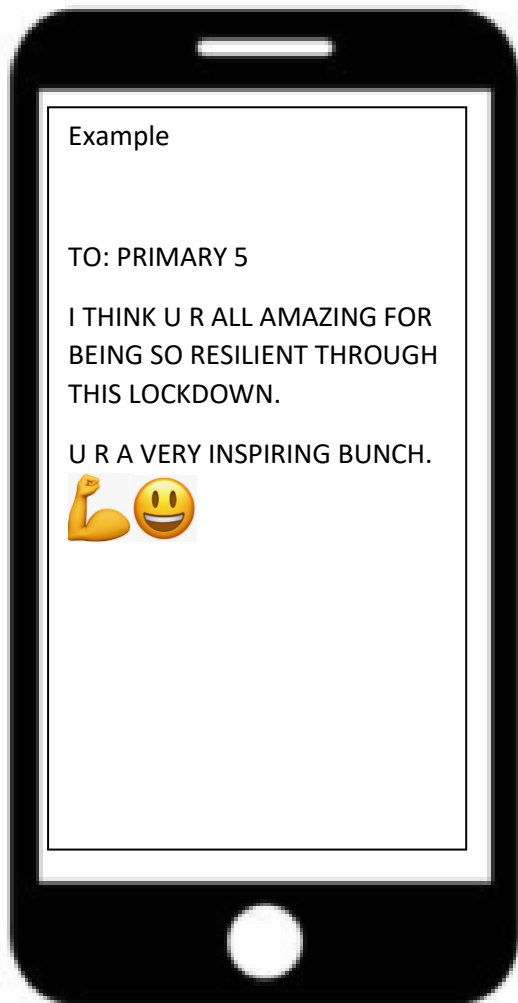 Example
TO: PRIMARY 5
I THINK U R ALL AMAZING FOR
BEING SO RESILIENT THROUGH
THIS LOCKDOWN.
U R A VERY INSPIRING BUNCH.